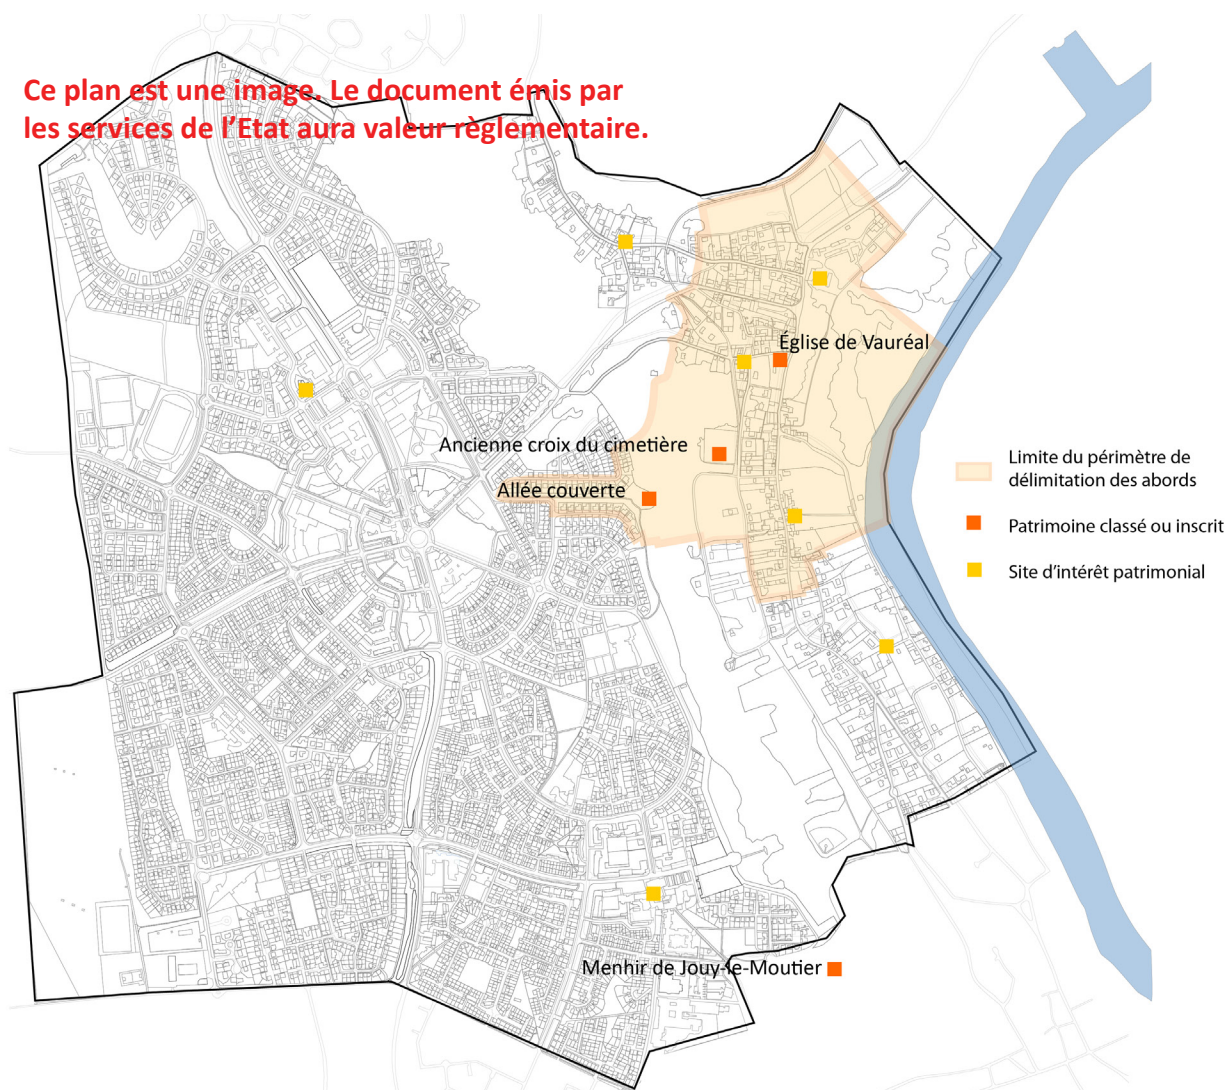 Ce plan est une image. Le document émis par
les services de l’Etat aura valeur règlementaire.
Église de Vauréal
Ancienne croix du cimetière
Allée couverte
Limite du périmètre de
délimitation des abords
Patrimoine classé ou inscrit
Site d’intérêt patrimonial
Menhir de Jouy-le-Moutier